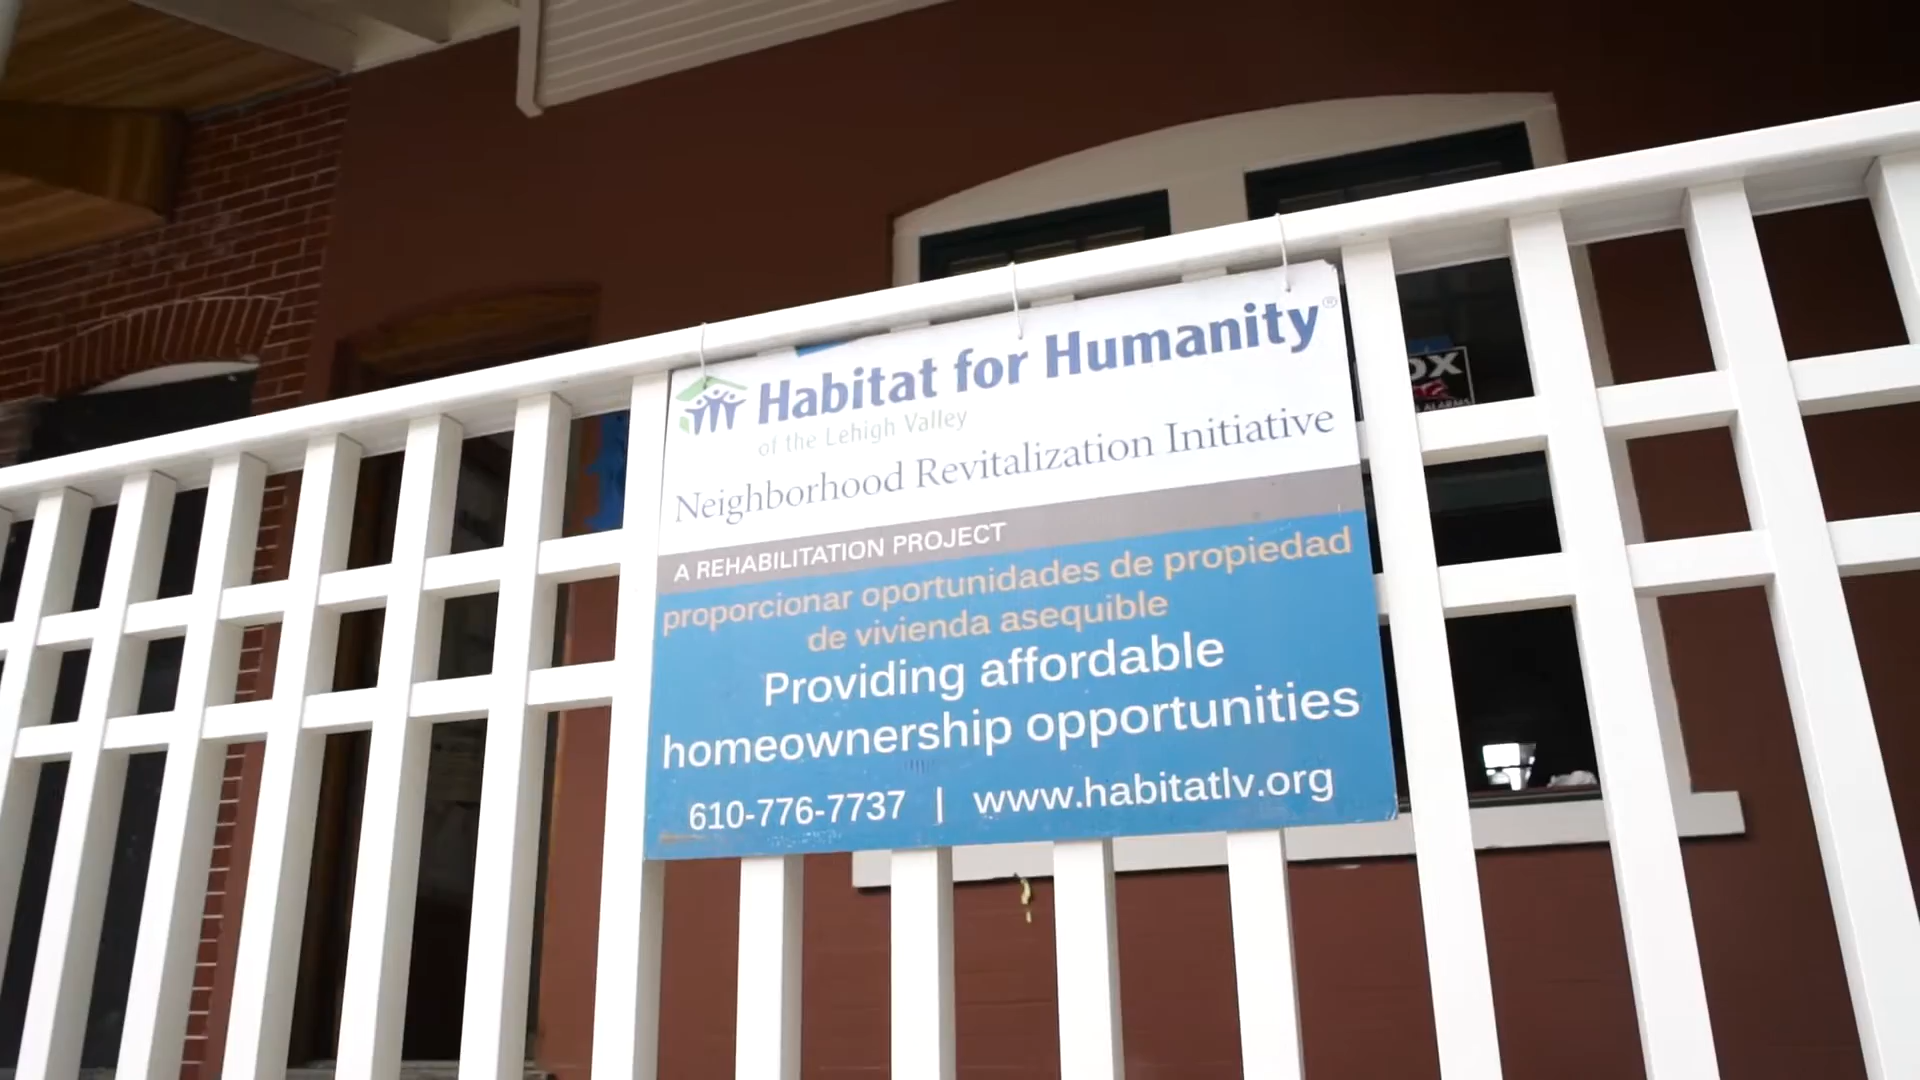 Habitat for Humanity®
of the Lehigh Valley
Neighborhood Revitalization Initiative
A REHABILITATION PROJECT
proporcionar oportunidades de propiedad
de vivienda asequible
Providing affordable
homeownership opportunities
610-776-7737 | www.habitatlv.org
OX